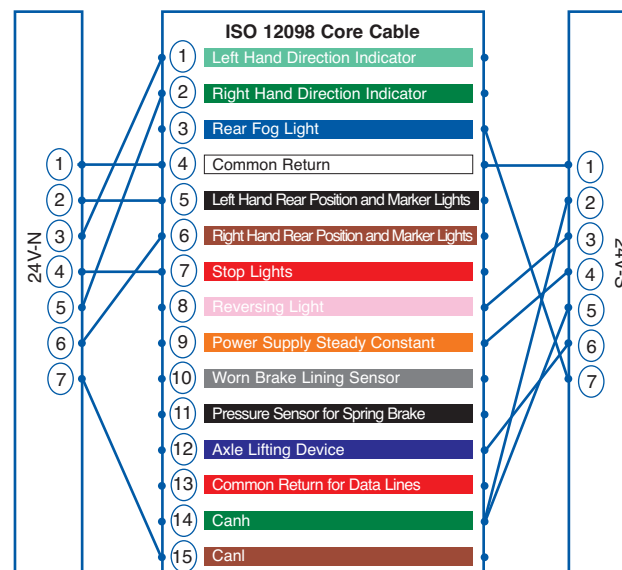 ISO 12098 Core Cable
1 Left Hand Direction Indicator
2 Right Hand Direction Indicator
3 Rear Fog Light
4 Common Return
5 Left Hand Rear Position and Marker Lights
6 Right Hand Rear Position and Marker Lights
7 Stop Lights
8 Reversing Light
9 Power Supply Steady Constant
10 Worn Brake Lining Sensor
11 Pressure Sensor for Spring Brake
12 Axle Lifting Device
13 Common Return for Data Lines
14 Canh
15 Canl
24V-N
1
2
3
4
5
6
7
24V-S
1
2
3
4
5
6
7